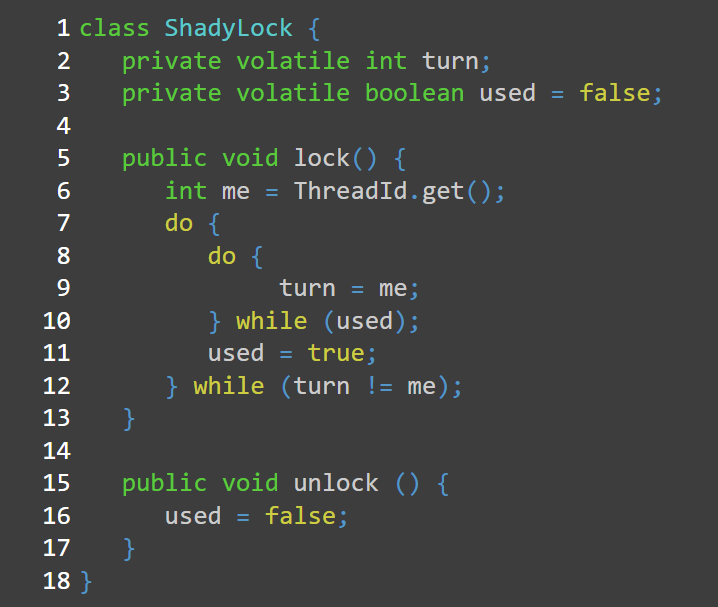 1 class ShadyLock {
2    private volatile int turn;
3    private volatile boolean used = false;
4
5    public void lock() {
6       int me = ThreadId.get();
7       do {
8          do {
9               turn = me;
10          } while (used);
11          used = true;
12       } while (turn != me);
13    }
14
15    public void unlock () {
16       used = false;
17    }
18 }